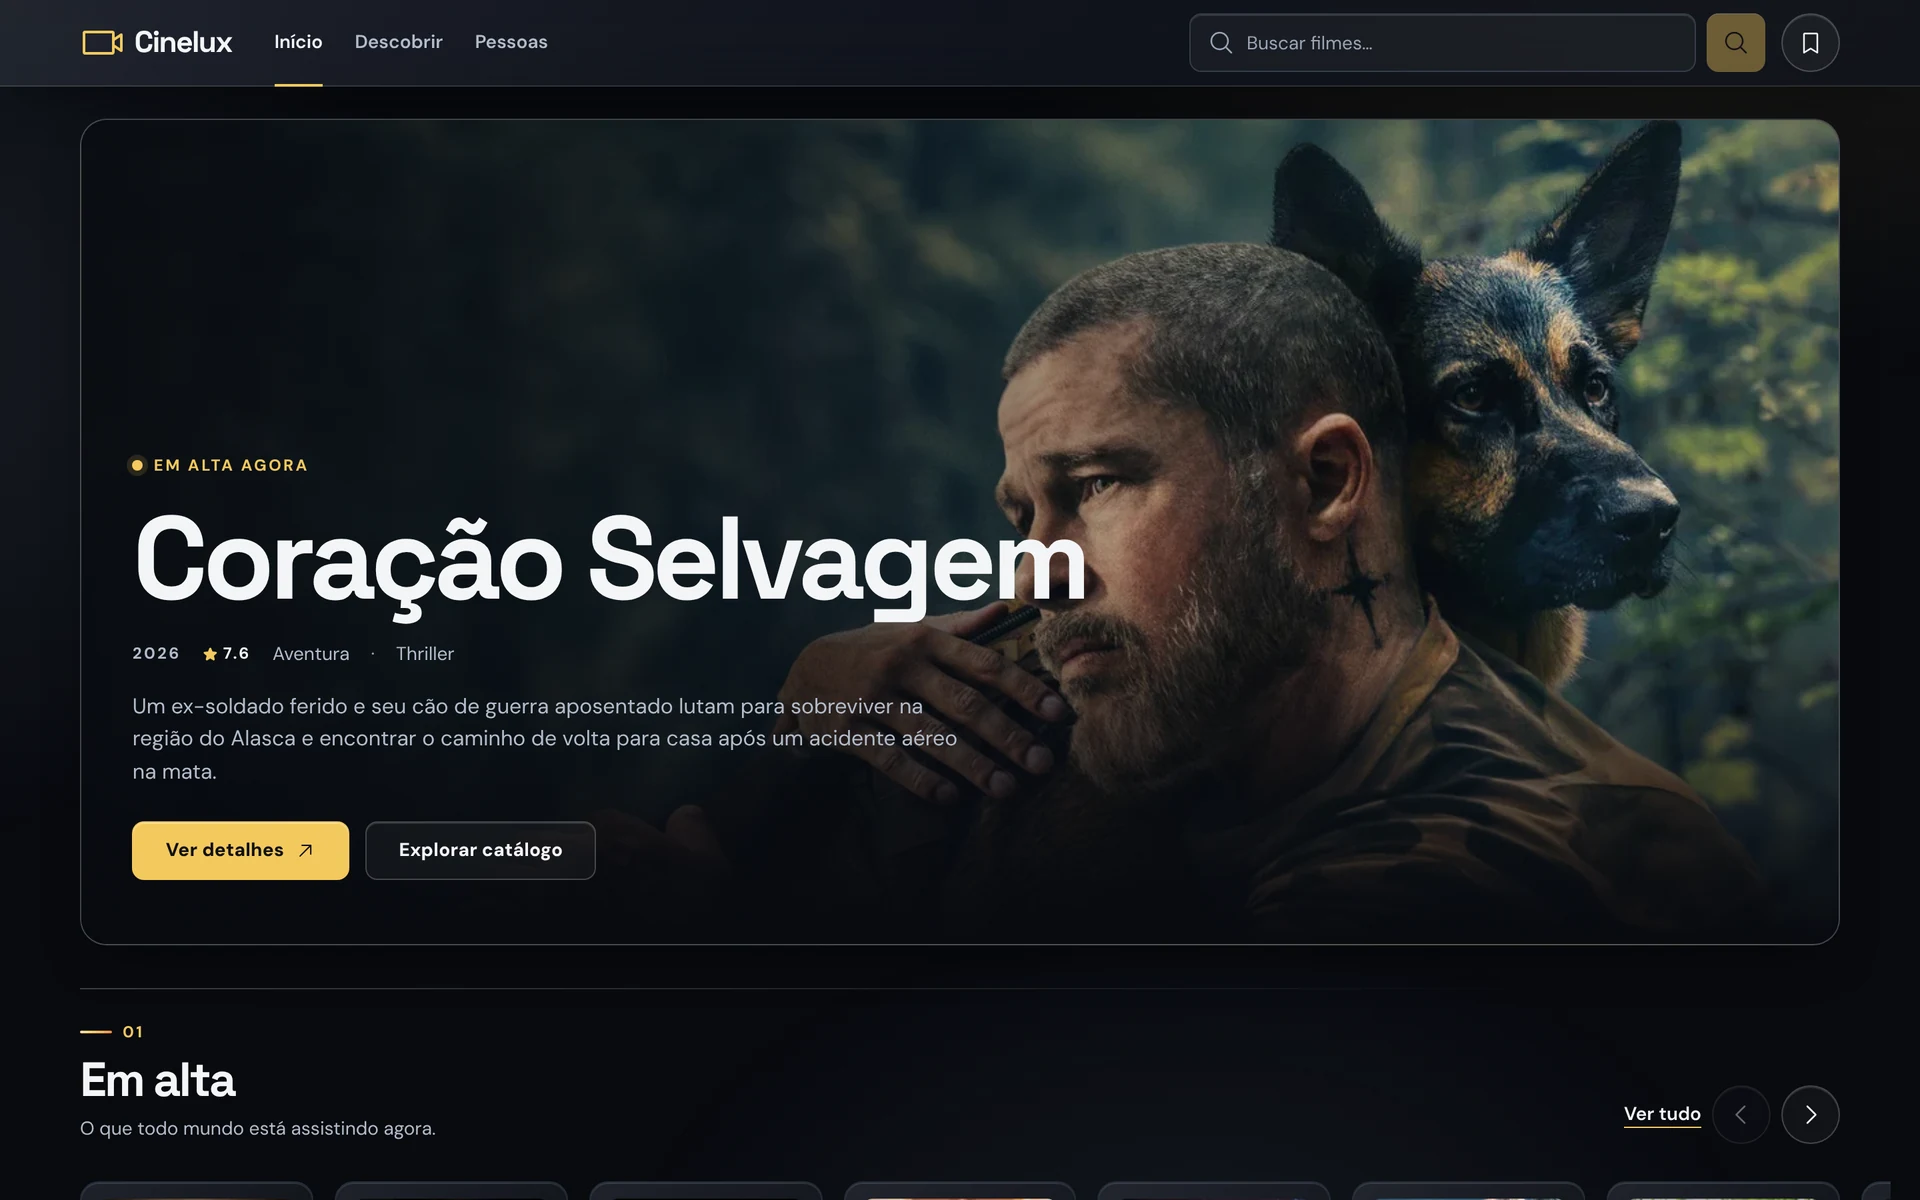 Cinelux
Início
Descobrir
Pessoas
Buscar filmes...
EM ALTA AGORA
Coração Selvagem
2026 7.6 Aventura · Thriller
Um ex-soldado ferido e seu cão de guerra aposentado lutam para sobreviver na
região do Alasca e encontrar o caminho de volta para casa após um acidente aéreo
na mata.
Ver detalhes
Explorar catálogo
01
Em alta
O que todo mundo está assistindo agora.
Ver tudo